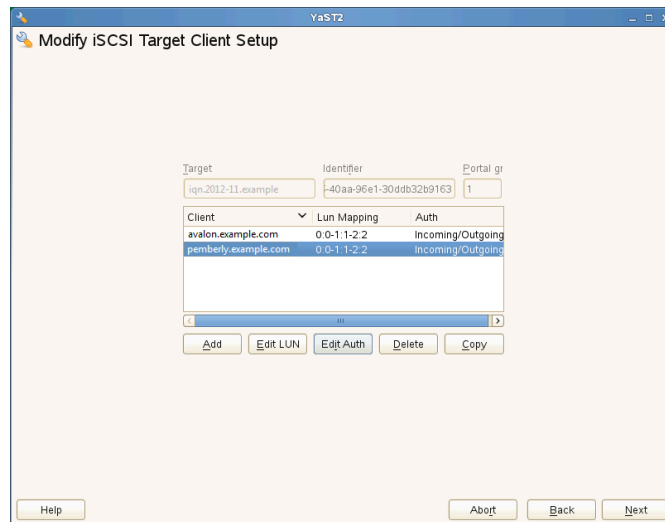 YaST2
Modify iSCSI Target Client Setup
Target Identifier Portal gr
iqn.2012-11.example -40aa-96e1-30ddb32b9163 1
Client Lun Mapping Auth
avalon.example.com 0:0-1:1-2:2 Incoming/Outgoing
pemberly.example.com 0:0-1:1-2:2 Incoming/Outgoing
Add Edit LUN Edit Auth Delete Copy
Help Abort Back Next